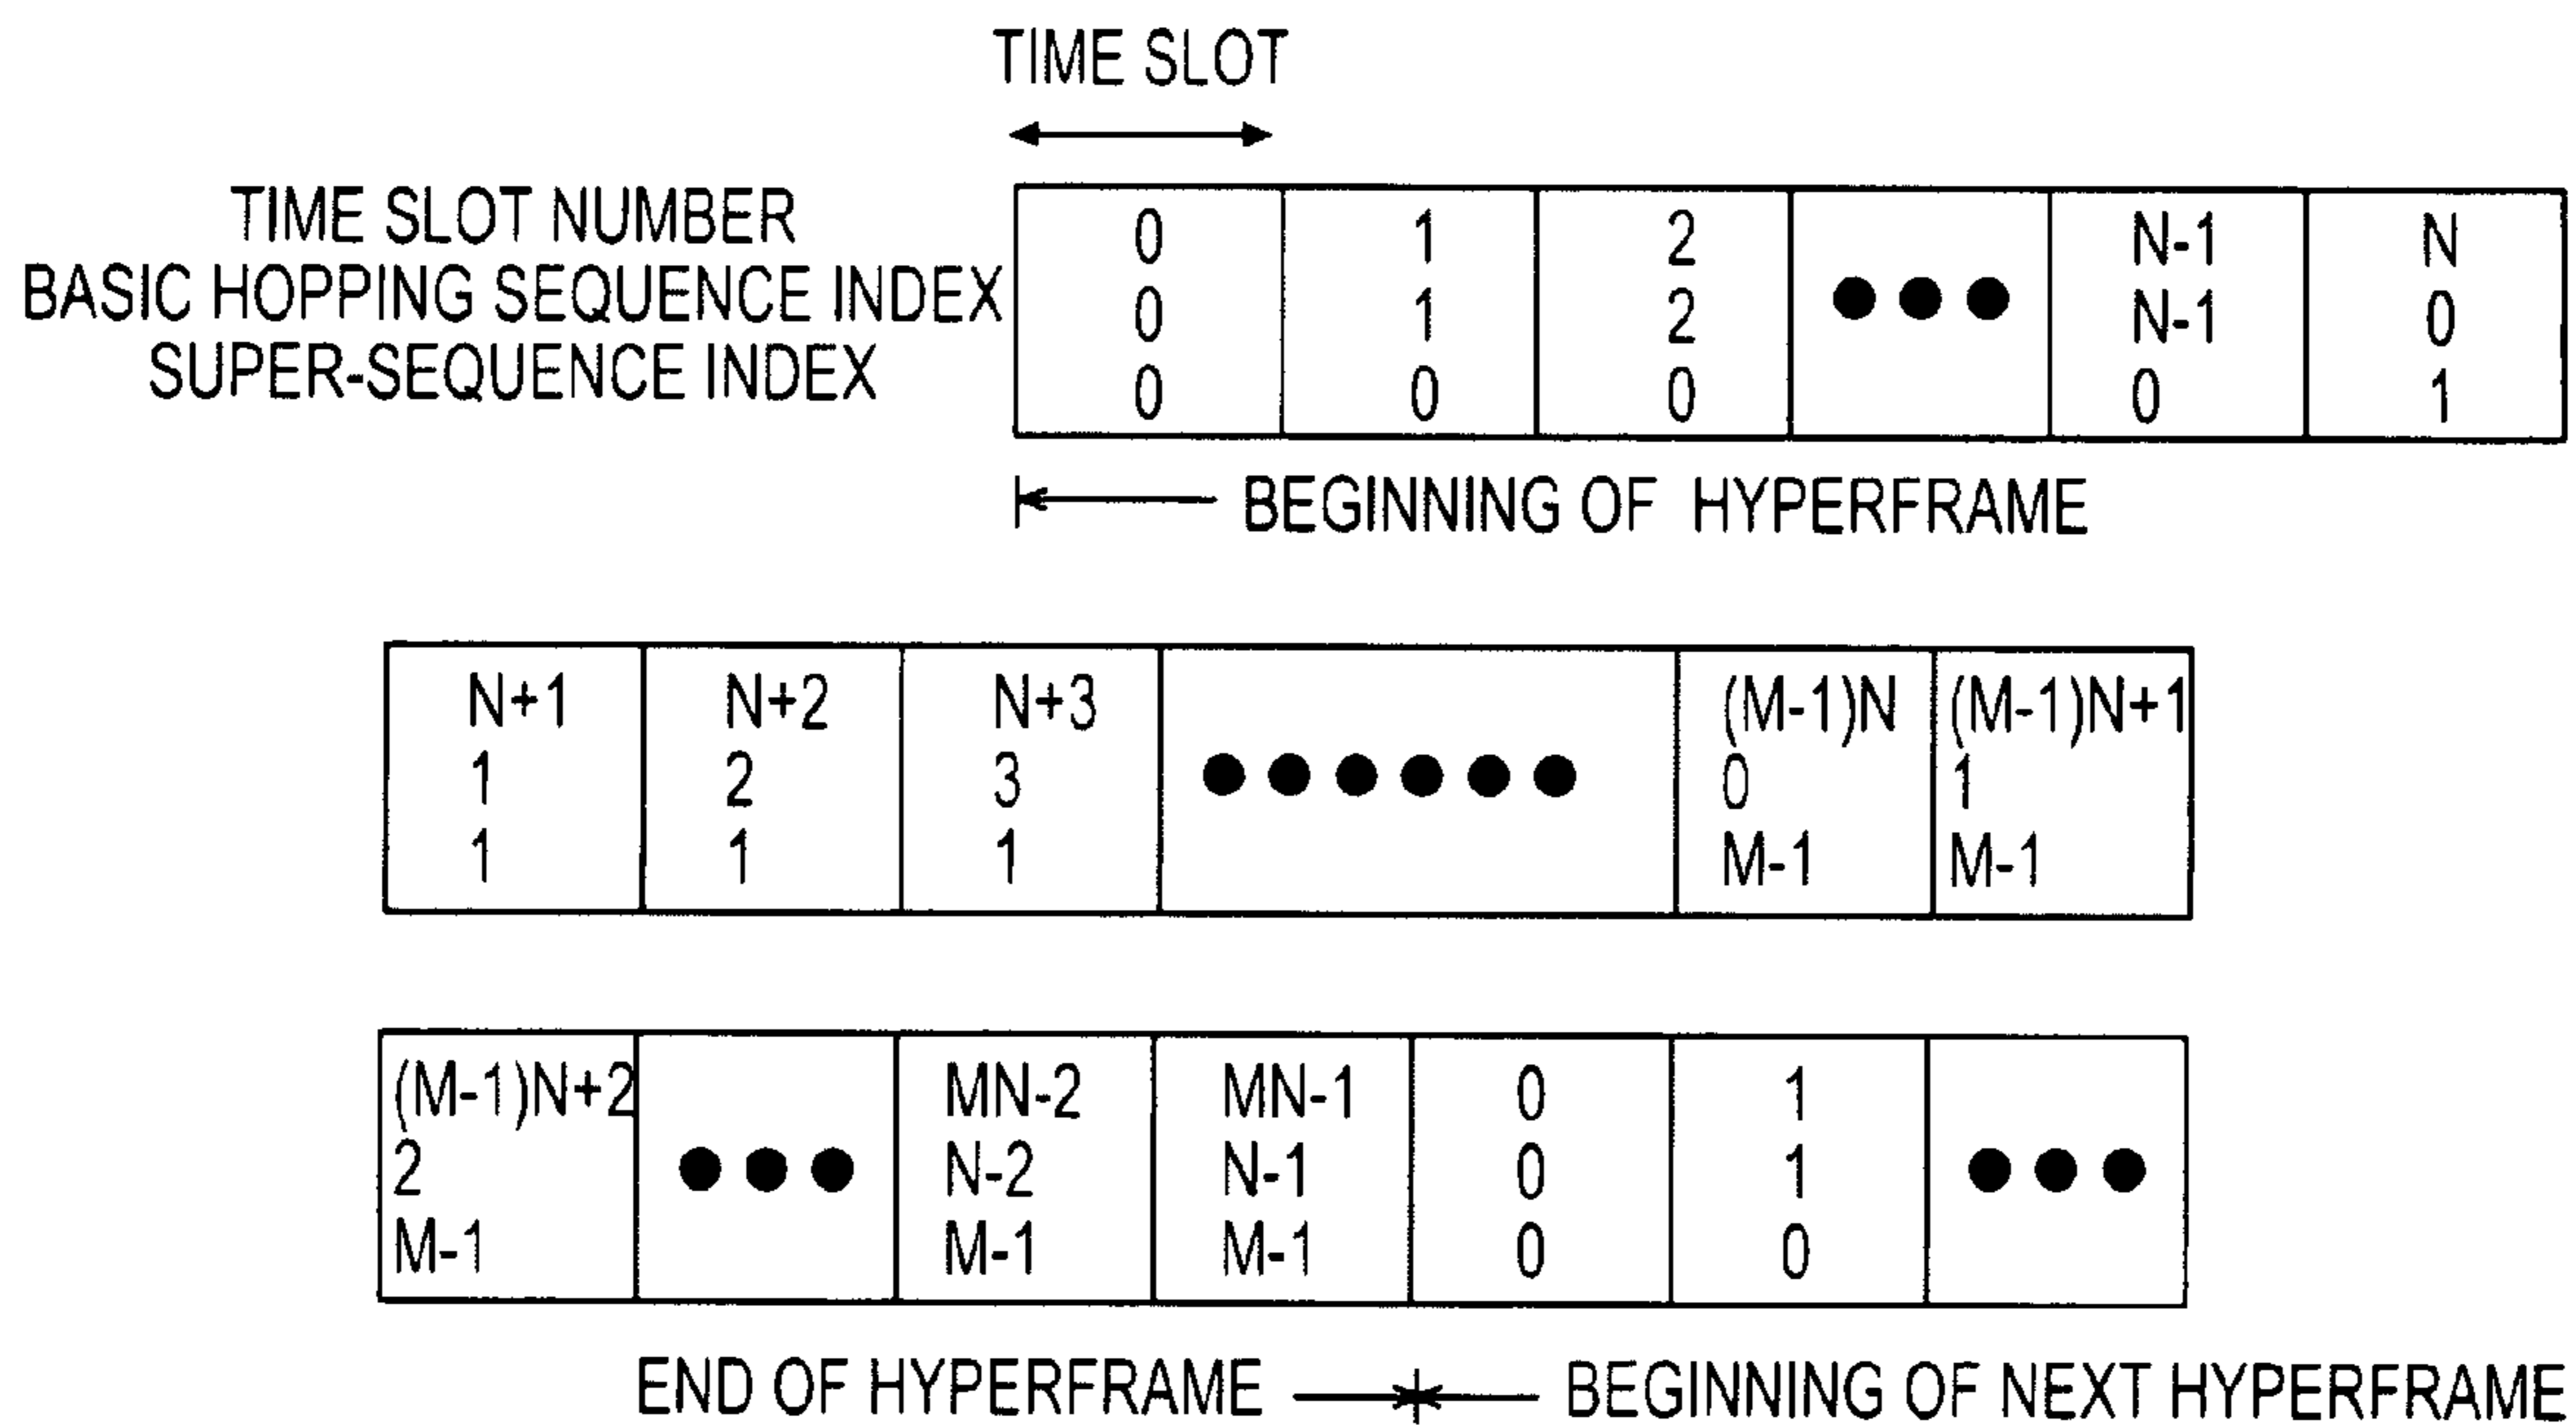 TIME SLOT
TIME SLOT NUMBER
BASIC HOPPING SEQUENCE INDEX
SUPER-SEQUENCE INDEX
0 1 2 N-1 N
0 1 2 N-1 0
0 0 0 0 1
BEGINNING OF HYPERFRAME
N+1 N+2 N+3 (M-1)N (M-1)N+1
1 2 3 0 1
1 1 1 M-1 M-1
(M-1)N+2 MN-2 MN-1 0 1
2 N-2 N-1 0 1
M-1 M-1 M-1 0 0
END OF HYPERFRAME BEGINNING OF NEXT HYPERFRAME